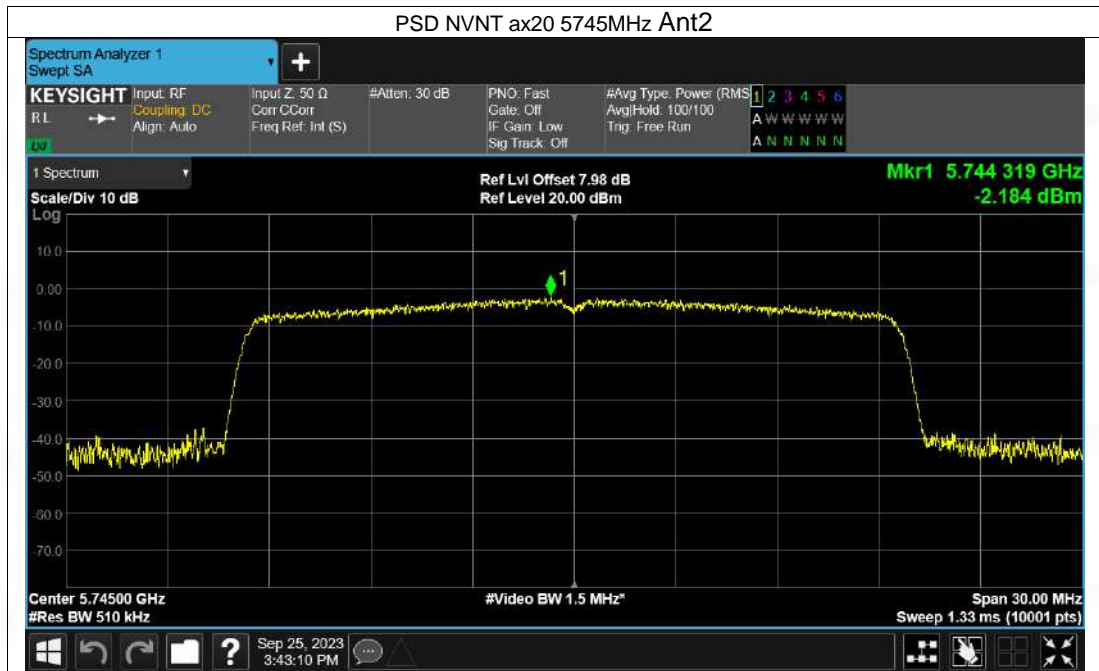 PSD NVNT ax20 5745MHz Ant2
Spectrum Analyzer 1
Swept SA
KEYSIGHT
RL
LXI
Input: RF
Coupling: DC
Align: Auto
Input Z: 50 Ω
Corr CCorr
Freq Ref: Int (S)
#Atten: 30 dB
PNO: Fast
Gate: Off
IF Gain: Low
Sig Track: Off
#Avg Type: Power (RMS
Avg|Hold: 100/100
Trig: Free Run
1 2 3 4 5 6
A W W W W W
A N N N N N
1 Spectrum
Scale/Div 10 dB
Log
Ref Lvl Offset 7.98 dB
Ref Level 20.00 dBm
Mkr1 5.744 319 GHz
-2.184 dBm
10.0
0.00
-10.0
-20.0
-30.0
-40.0
-50.0
-60.0
-70.0
1
Center 5.74500 GHz
#Res BW 510 kHz
#Video BW 1.5 MHz*
Span 30.00 MHz
Sweep 1.33 ms (10001 pts)
?
Sep 25, 2023
3:43:10 PM